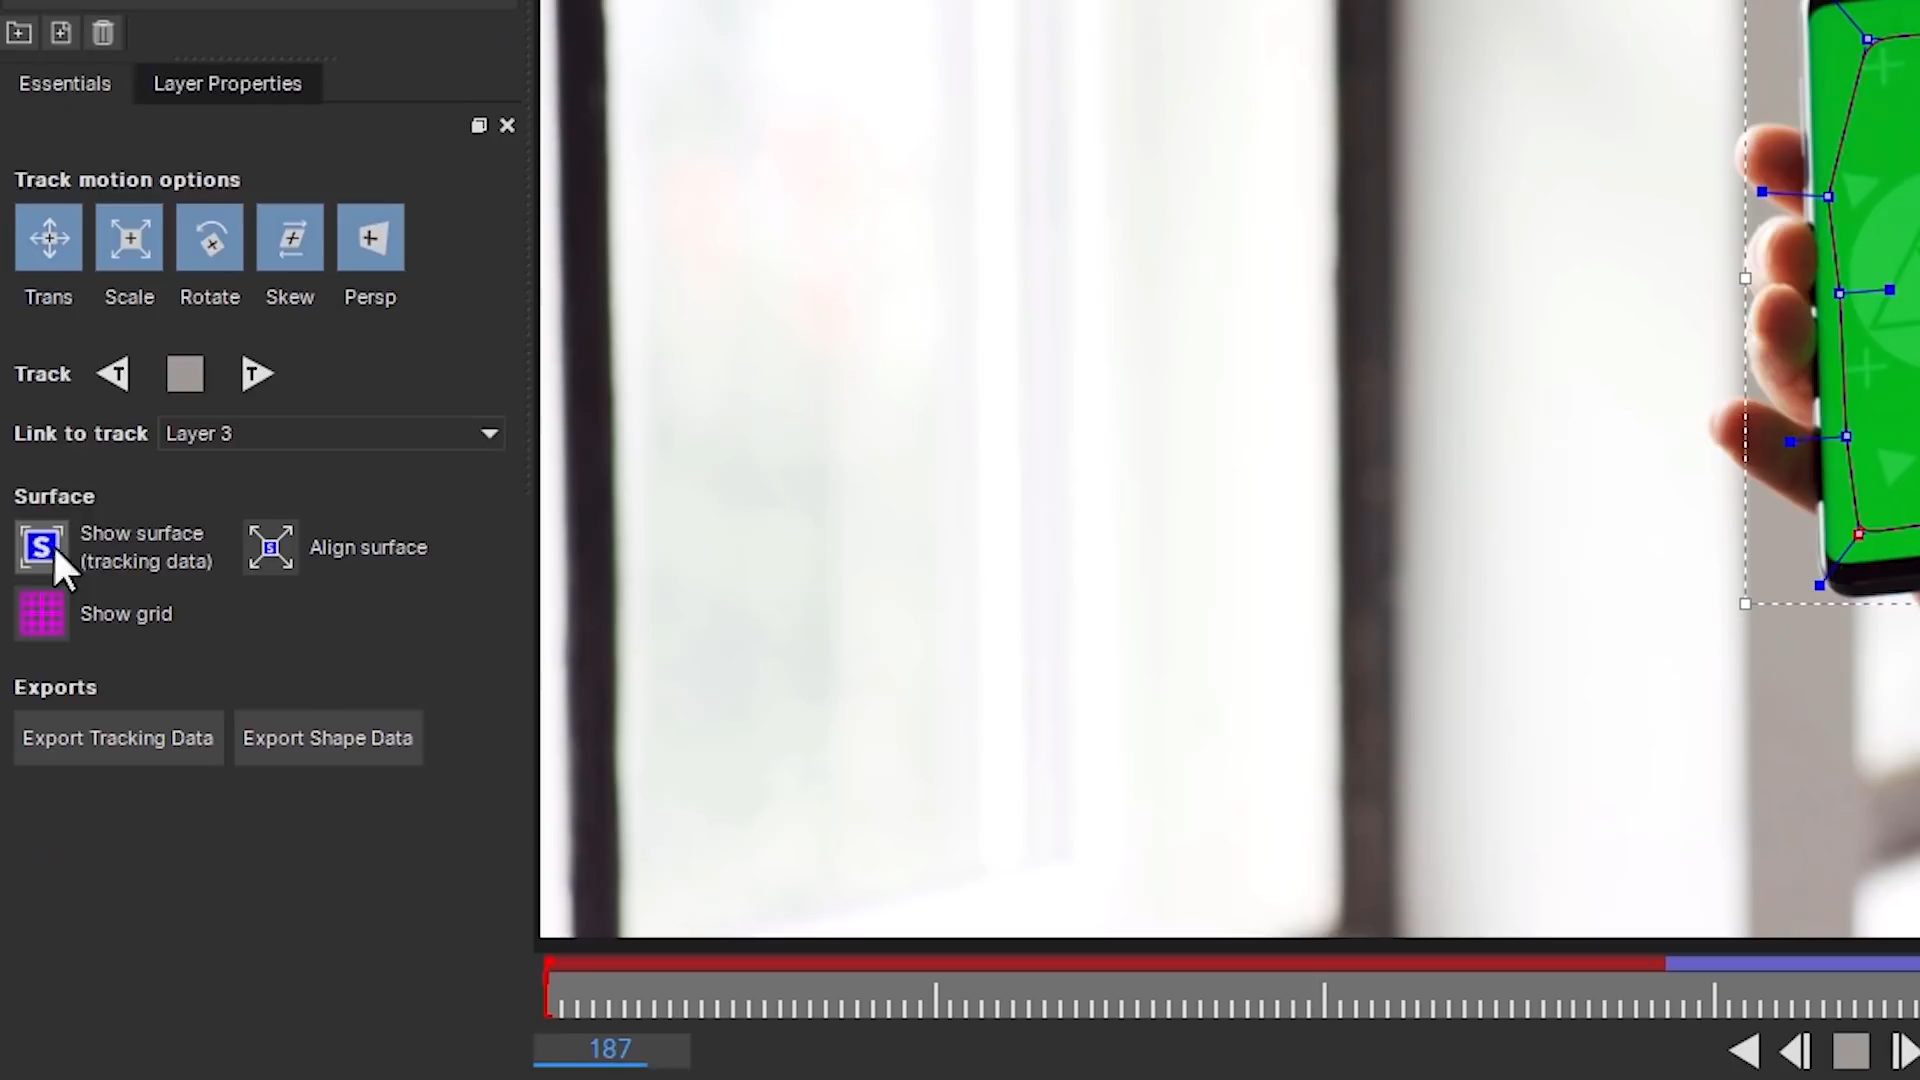 Essentials
Layer Properties
Track motion options
Trans
Scale
Rotate
Skew
Persp
Track
T
T
Link to track
Layer 3
Surface
S
Show surface
(tracking data)
S
Align surface
Show grid
Exports
Export Tracking Data
Export Shape Data
187